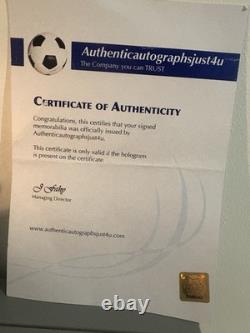 Authenticautographsjust4u
The Company you can TRUST
CERTIFICATE OF AUTHENTICITY
Congratulations, this certifies that your signed
memorabilia was officially issued by
Authenticautographsjust4u.
This certificate is only valid if the hologram
is present on the certificate
Managing Director
www.authenticautographsjust4u.com